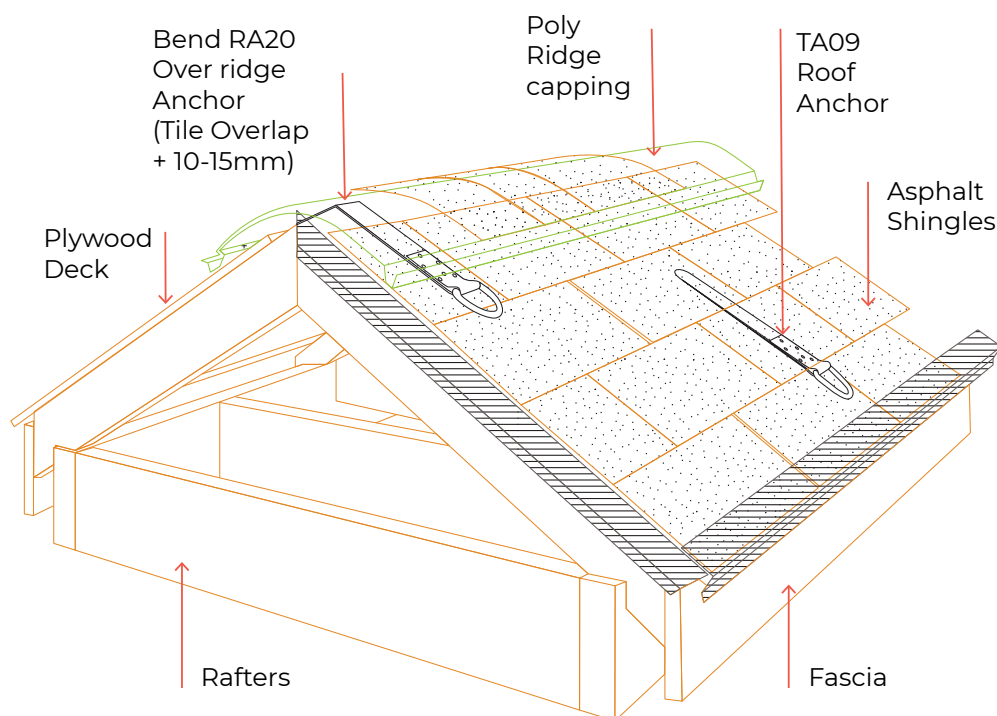 Bend RA20
Over ridge
Anchor
(Tile Overlap
+ 10-15mm)
Poly
Ridge
capping
TA09
Roof
Anchor
Asphalt
Shingles
Plywood
Deck
Rafters
Fascia